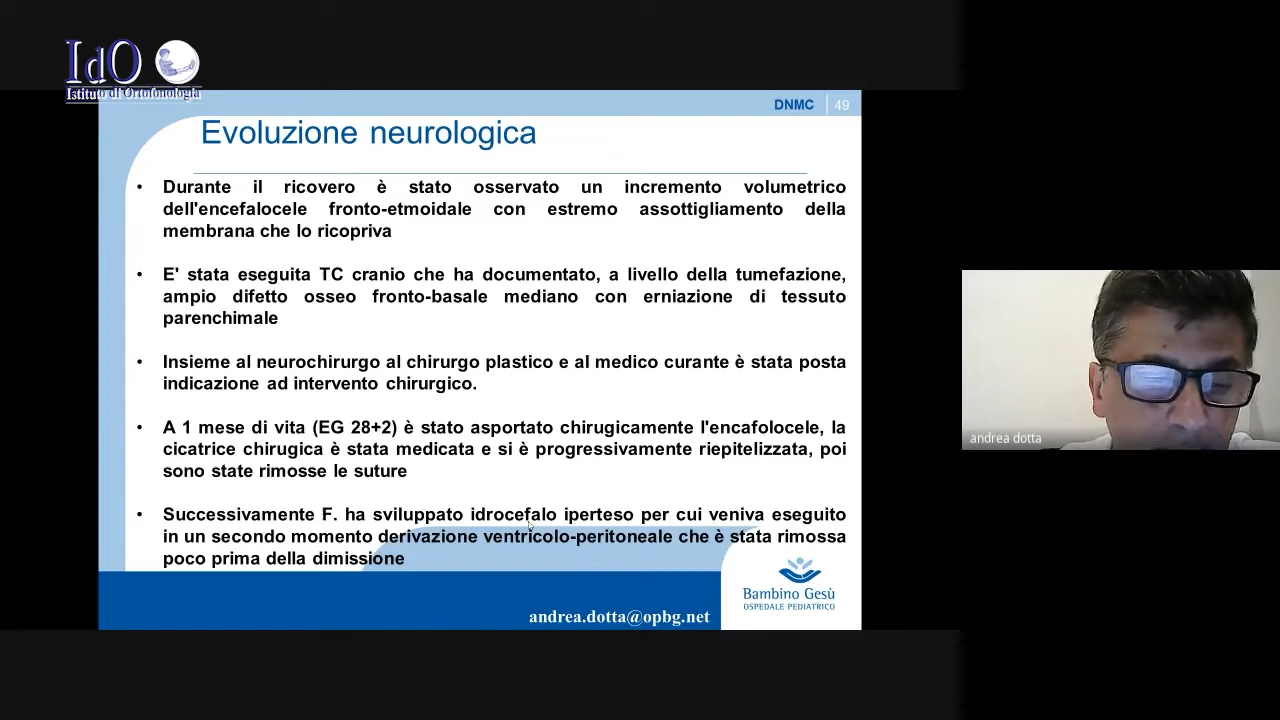 IdO
Istituto di Ortofonologia
DNMC 49
Evoluzione neurologica
• Durante il ricovero è stato osservato un incremento volumetrico
dell'encefalocele fronto-etmoidale con estremo assottigliamento della
membrana che lo ricopriva
• E' stata eseguita TC cranio che ha documentato, a livello della tumefazione,
ampio difetto osseo fronto-basale mediano con erniazione di tessuto
parenchimale
• Insieme al neurochirurgo al chirurgo plastico e al medico curante è stata posta
indicazione ad intervento chirurgico.
• A 1 mese di vita (EG 28+2) è stato asportato chirugicamente l'encafolocele, la
cicatrice chirugica è stata medicata e si è progressivamente riepitelizzata, poi
sono state rimosse le suture
• Successivamente F. ha sviluppato idrocefalo iperteso per cui veniva eseguito
in un secondo momento derivazione ventricolo-peritoneale che è stata rimossa
poco prima della dimissione
Bambino Gesù
OSPEDALE PEDIATRICO
andrea.dotta@opbg.net
andrea dotta